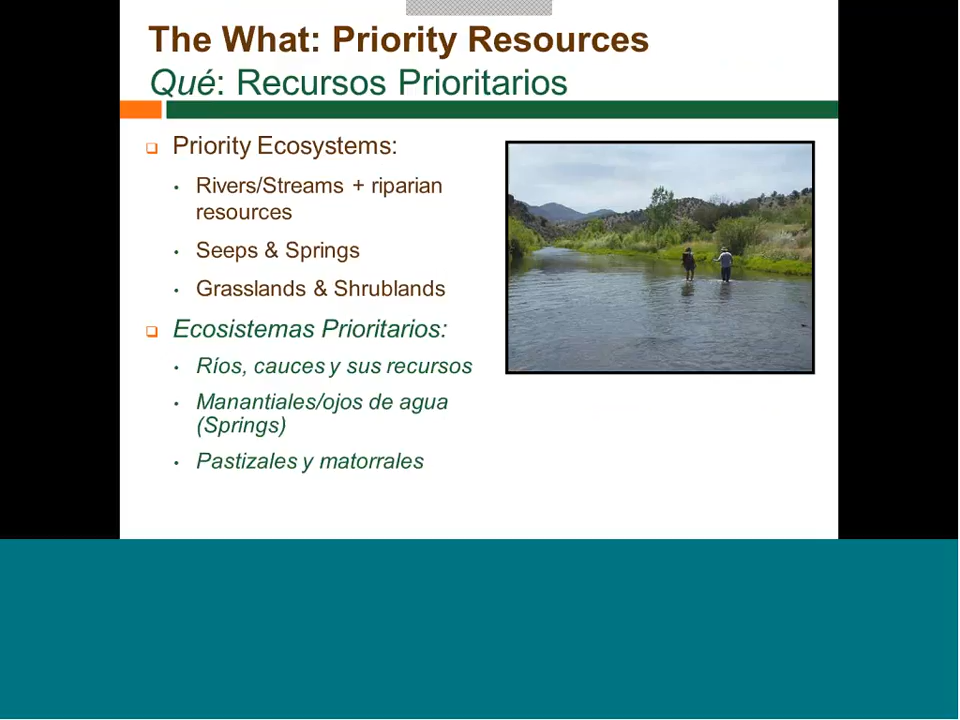 The What: Priority Resources
Qué: Recursos Prioritarios
Priority Ecosystems:
Rivers/Streams + riparian
resources
Seeps & Springs
Grasslands & Shrublands
Ecosistemas Prioritarios:
Ríos, cauces y sus recursos
Manantiales/ojos de agua
(Springs)
Pastizales y matorrales